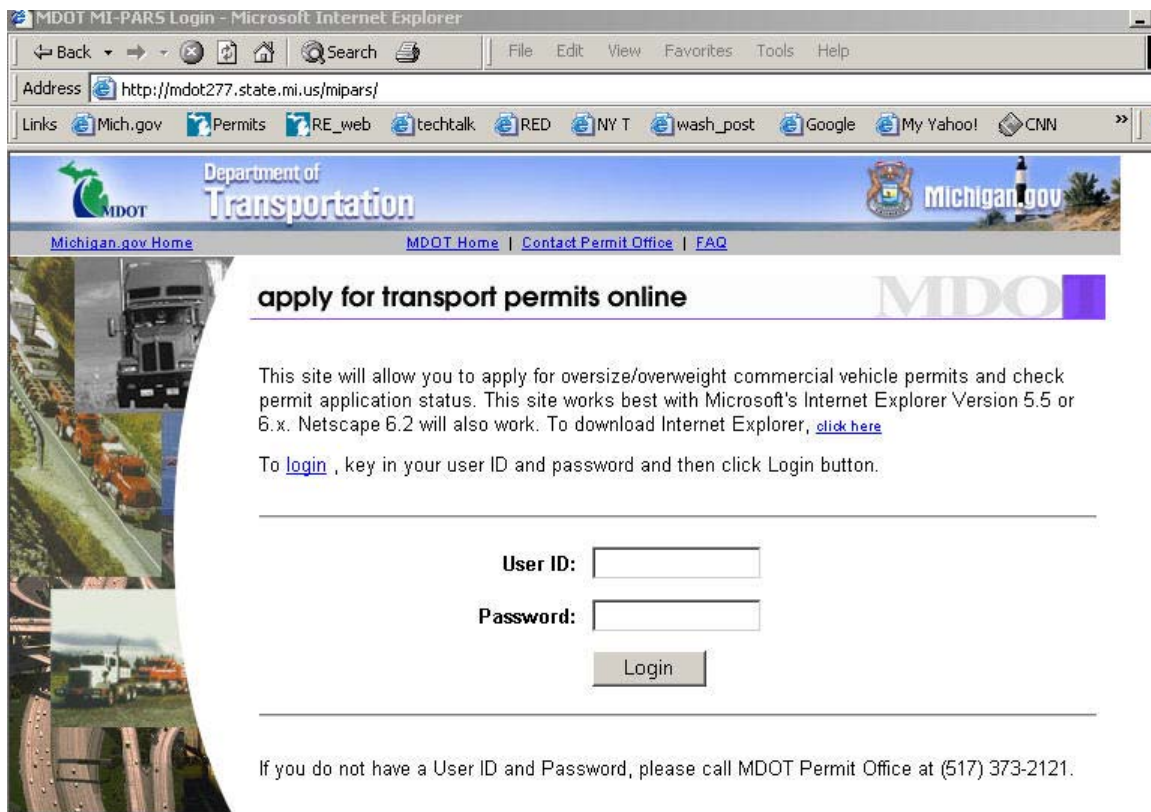 MDOT MI-PARS Login - Microsoft Internet Explorer
Back Search File Edit View Favorites Tools Help
Address http://mdot277.state.mi.us/mipars/
Links Mich.gov Permits RE_web techtalk RED NY T wash_post Google My Yahoo! CNN »
MDOT
Department of
Transportation
Michigan.gov
Michigan.gov Home MDOT Home | Contact Permit Office | FAQ
apply for transport permits online MDOT
This site will allow you to apply for oversize/overweight commercial vehicle permits and check
permit application status. This site works best with Microsoft's Internet Explorer Version 5.5 or
6.x. Netscape 6.2 will also work. To download Internet Explorer, click here
To login , key in your user ID and password and then click Login button.
User ID:
Password:
Login
If you do not have a User ID and Password, please call MDOT Permit Office at (517) 373-2121.